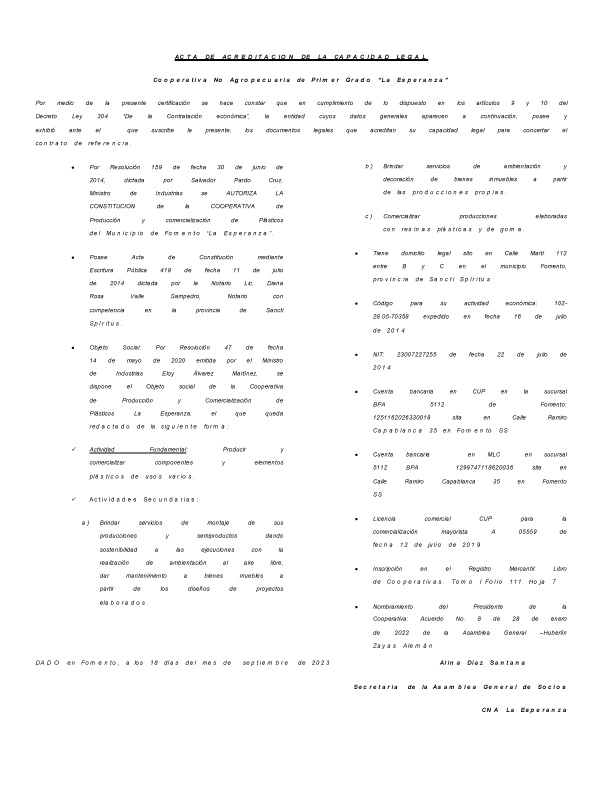 ACTA DE ACREDITACION DE LA CAPACIDAD LEGAL
Cooperativa No Agropecuaria de Primer Grado "La Esperanza"
Por medio de la presente certificación se hace constar que en cumplimiento de lo dispuesto en los artículos 9 y 10 del
Decreto Ley 304 "De la Contratación económica", la entidad cuyos datos generales aparecen a continuación, posee y
exhibió ante el que suscribe la presente, los documentos legales que acreditan su capacidad legal para concertar el
contrato de referencia.
• Por Resolución 159 de fecha 30 de junio de
2014, dictada por Salvador Pardo Cruz,
Ministro de Industrias se AUTORIZA LA
CONSTITUCION de la COOPERATIVA de
Producción y comercialización de Plásticos
del Municipio de Fomento "La Esperanza".
• Posee Acta de Constitución mediante
Escritura Pública 419 de fecha 11 de julio
de 2014 dictada por la Notario Lic. Diana
Rosa Valle Sampedro, Notario con
competencia en la provincia de Sancti
Spíritus.
• Objeto Social: Por Resolución 47 de fecha
14 de mayo de 2020 emitida por el Ministro
de Industrias Eloy Álvarez Martínez, se
dispone el Objeto social de la Cooperativa
de Producción y Comercialización de
Plásticos La Esperanza, el que queda
redactado de la siguiente forma:
✓ Actividad Fundamental: Producir y
comercializar componentes y elementos
plásticos de usos varios.
✓ Actividades Secundarias:
a) Brindar servicios de montaje de sus
producciones y semiproductos dando
sostenibilidad a las ejecuciones con la
realización de ambientación al aire libre,
dar mantenimiento a bienes muebles a
partir de los diseños de proyectos
elaborados.
b) Brindar servicios de ambientación y
decoración de bienes inmuebles a partir
de las producciones propias.
c) Comercializar producciones elaboradas
con resinas plásticas y de goma.
• Tiene domicilio legal sito en Calle Martí 112
entre B y C en el municipio Fomento,
provincia de Sancti Spíritus
• Código para su actividad económica: 102-
28.05-70358 expedido en fecha 16 de julio
de 2014
• NIT: 23007227255 de fecha 22 de julio de
2014
• Cuenta bancaria en CUP en la sucursal
BPA 5112 de Fomento:
1251162026330018 sita en Calle Ramiro
Capablanca 35 en Fomento SS
• Cuenta bancaria en MLC en sucursal
5112 BPA 1299747118620036 sita en
Calle Ramiro Capablanca 35 en Fomento
SS
• Licencia comercial CUP para la
comercialización mayorista A 05559 de
fecha 12 de julio de 2019
• Inscripción en el Registro Mercantil: Libro
de Cooperativas. Tomo I Folio 111 Hoja 7
• Nombramiento del Presidente de la
Cooperativa: Acuerdo No. 8 de 28 de enero
de 2022 de la Asamblea General –Huberlin
Zayas Alemán
DADO en Fomento, a los 18 días del mes de septiembre de 2023
Alina Díaz Santana
Secretaria de la Asamblea General de Socios
CNA La Esperanza